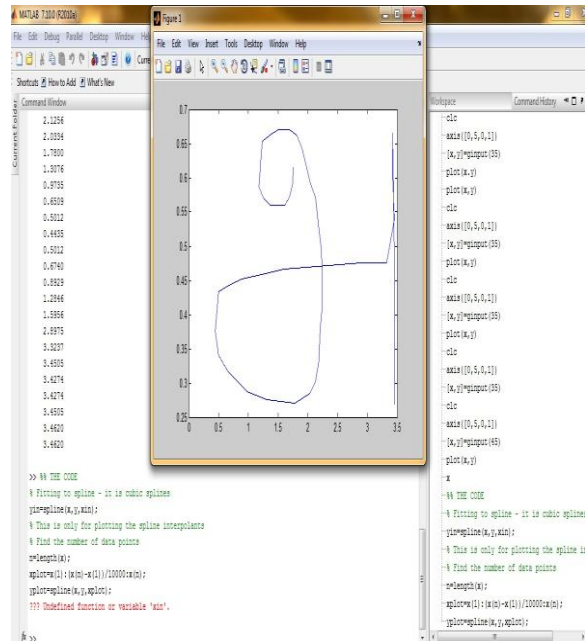 MATLAB 7.10.0 (R2010a)
File Edit Debug Parallel Desktop Window
Shortcuts How to Add What's New
Current Folder
Command Window
2.1256
2.0334
1.7800
1.3076
0.9735
0.6509
0.5012
0.4435
0.5012
0.6740
0.8929
1.2846
1.5956
2.8975
3.3237
3.4505
3.4274
3.4274
3.4505
3.4620
3.4620
>> %% THE CODE
% Fitting to spline - it is cubic splines
yin=spline(x,y,xin);
% This is only for plotting the spline interpolants
% Find the number of data points
n=length(x);
xplot=x(1):(x(n)-x(1))/10000:x(n);
yplot=spline(x,y,xplot);
??? Undefined function or variable 'xin'.
fx >>
Figure 1
File Edit View Insert Tools Desktop Window Help
0.7
0.65
0.6
0.55
0.5
0.45
0.4
0.35
0.3
0.25
0 0.5 1 1.5 2 2.5 3 3.5
Workspace Command History
clc
axis([0,5,0,1])
[x,y]=ginput(35)
plot(x.y)
plot(x,y)
clc
axis([0,5,0,1])
[x,y]=ginput(35)
plot(x,y)
clc
axis([0,5,0,1])
[x,y]=ginput(35)
plot(x,y)
clc
axis([0,5,0,1])
[x,y]=ginput(35)
clc
axis([0,5,0,1])
[x,y]=ginput(45)
plot(x,y)
x
%% THE CODE
% Fitting to spline - it is cubic splines
yin=spline(x,y,xin);
% This is only for plotting the spline in
% Find the number of data points
n=length(x);
xplot=x(1):(x(n)-x(1))/10000:x(n);
yplot=spline(x,y,xplot);